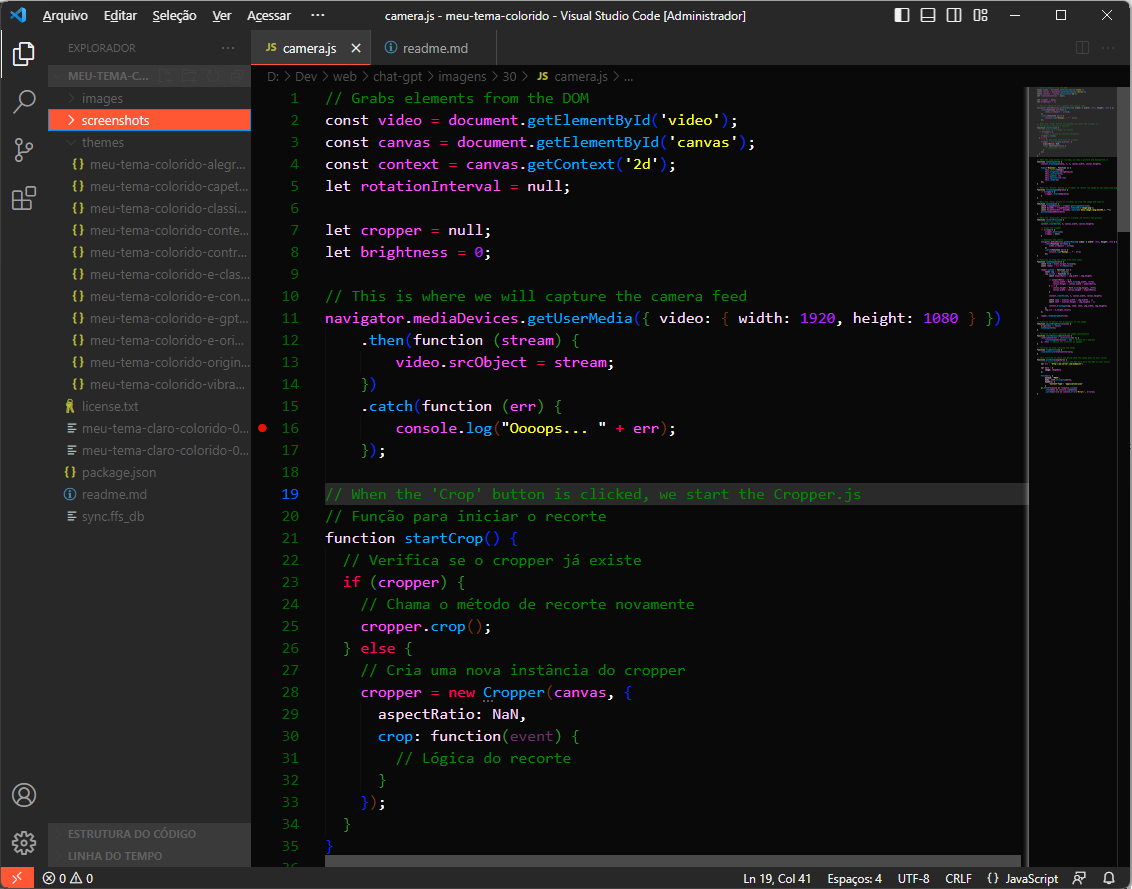 Arquivo Editar Seleção Ver Acessar ··· camera.js - meu-tema-colorido - Visual Studio Code [Administrador]
EXPLORADOR ···
JS camera.js readme.md
MEU-TEMA-C...
D: > Dev > web > chat-gpt > imagens > 30 > JS camera.js > ...
images
screenshots
themes
{} meu-tema-colorido-alegr...
{} meu-tema-colorido-capet...
{} meu-tema-colorido-classi...
{} meu-tema-colorido-conte...
{} meu-tema-colorido-contr...
{} meu-tema-colorido-e-clas...
{} meu-tema-colorido-e-con...
{} meu-tema-colorido-e-gpt...
{} meu-tema-colorido-e-ori...
{} meu-tema-colorido-origin...
{} meu-tema-colorido-vibra...
license.txt
meu-tema-claro-colorido-0...
meu-tema-claro-colorido-0...
{} package.json
readme.md
sync.ffs_db
ESTRUTURA DO CÓDIGO
LINHA DO TEMPO
1 // Grabs elements from the DOM
2 const video = document.getElementById('video');
3 const canvas = document.getElementById('canvas');
4 const context = canvas.getContext('2d');
5 let rotationInterval = null;
6
7 let cropper = null;
8 let brightness = 0;
9
10 // This is where we will capture the camera feed
11 navigator.mediaDevices.getUserMedia({ video: { width: 1920, height: 1080 } })
12 .then(function (stream) {
13 video.srcObject = stream;
14 })
15 .catch(function (err) {
16 console.log("Oooops... " + err);
17 });
18
19 // When the 'Crop' button is clicked, we start the Cropper.js
20 // Função para iniciar o recorte
21 function startCrop() {
22 // Verifica se o cropper já existe
23 if (cropper) {
24 // Chama o método de recorte novamente
25 cropper.crop();
26 } else {
27 // Cria uma nova instância do cropper
28 cropper = new Cropper(canvas, {
29 aspectRatio: NaN,
30 crop: function(event) {
31 // Lógica do recorte
32 }
33 });
34 }
35 }
0 0 Ln 19, Col 41 Espaços: 4 UTF-8 CRLF {} JavaScript